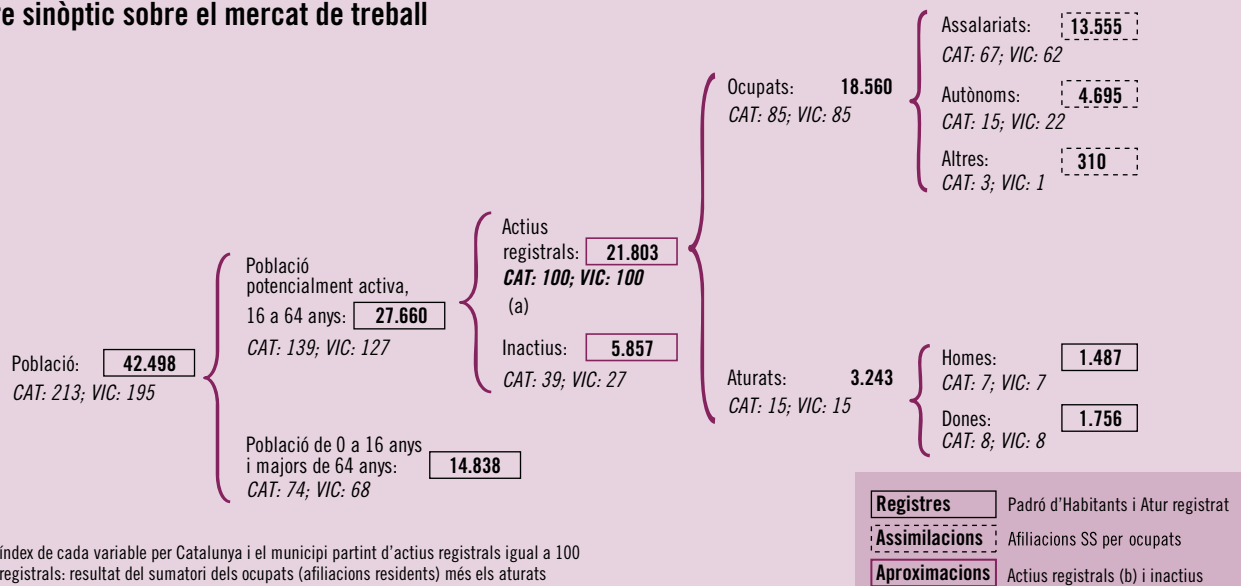 e sinòptic sobre el mercat de treball
Població: 42.498
CAT: 213; VIC: 195
Població
potencialment activa,
16 a 64 anys: 27.660
CAT: 139; VIC: 127
Població de 0 a 16 anys
i majors de 64 anys: 14.838
CAT: 74; VIC: 68
Actius
registrals: 21.803
CAT: 100; VIC: 100
(a)
Inactius: 5.857
CAT: 39; VIC: 27
Ocupats: 18.560
CAT: 85; VIC: 85
Aturats: 3.243
CAT: 15; VIC: 15
Assalariats: 13.555
CAT: 67; VIC: 62
Autònoms: 4.695
CAT: 15; VIC: 22
Altres: 310
CAT: 3; VIC: 1
Homes: 1.487
CAT: 7; VIC: 7
Dones: 1.756
CAT: 8; VIC: 8
Registres Padró d'Habitants i Atur registrat
Assimilacions Afiliacions SS per ocupats
Aproximacions Actius registrals (b) i inactius
índex de cada variable per Catalunya i el municipi partint d'actius registrals igual a 100
registrals: resultat del sumatori dels ocupats (afiliacions residents) més els aturats